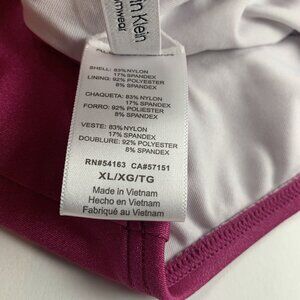 in Klein
SHELL: 83% NYLON
17% SPANDEX
LINING: 92% POLYESTER
8% SPANDEX
CHAQUETA: 83% NYLON
17% SPANDEX
FORRO: 92% POLYESTER
8% SPANDEX
VESTE: 83% NYLON
17% SPANDEX
DOUBLURE: 92% POLYESTER
8% SPANDEX
RN#54163 CA#57151
XL/XG/TG
Made in Vietnam
Hecho en Vietnam
Fabriqué au Vietnam